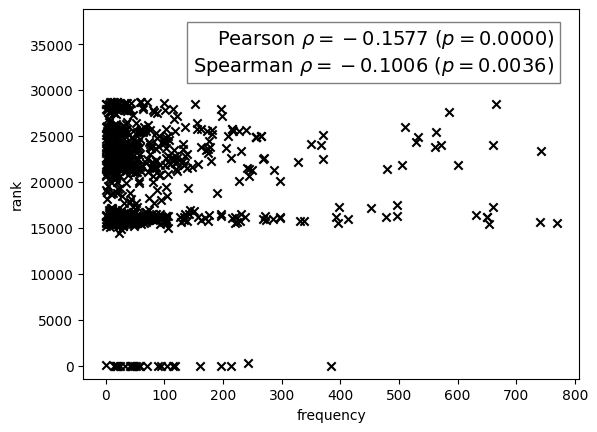 Pearson ρ = −0.1577 (p = 0.0000)
Spearman ρ = −0.1006 (p = 0.0036)
35000
30000
25000
20000
15000
10000
5000
0
rank
0 100 200 300 400 500 600 700 800
frequency